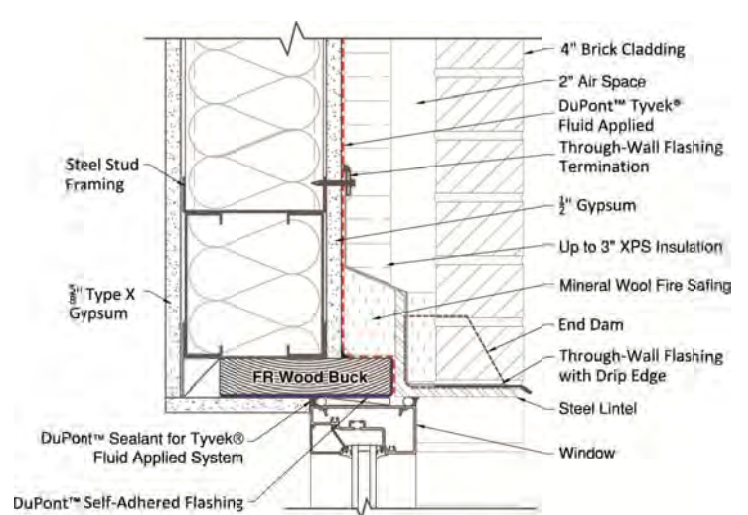 4" Brick Cladding
2" Air Space
DuPont™ Tyvek®
Fluid Applied
Through-Wall Flashing
Termination
½" Gypsum
Up to 3" XPS Insulation
Mineral Wool Fire Safing
End Dam
Through-Wall Flashing
with Drip Edge
Steel Lintel
Window
Steel Stud
Framing
" Type X
Gypsum
FR Wood Buck
DuPont™ Sealant for Tyvek®
Fluid Applied System
DuPont™ Self-Adhered Flashing